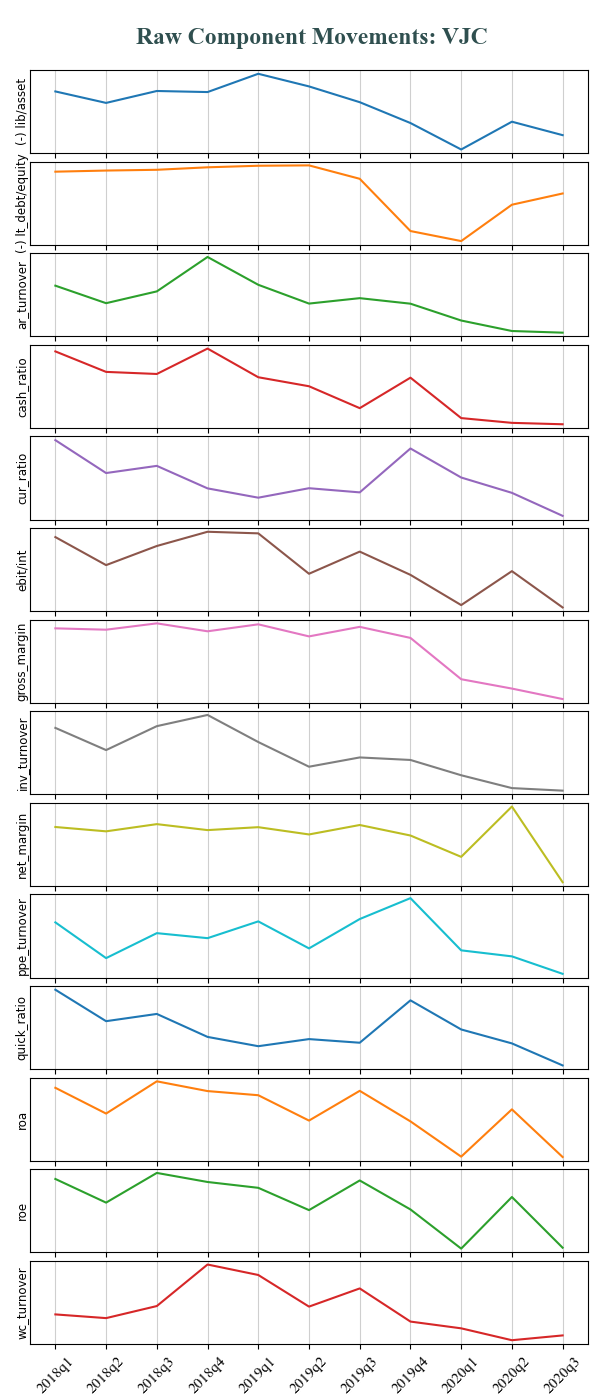 Raw Component Movements: VJC
(-) lib/asset
(-) lt_debt/equity
ar_turnover
cash_ratio
cur_ratio
ebit/int
gross_margin
inv_turnover
net_margin
ppe_turnover
quick_ratio
roa
roe
wc_turnover
2018q1 2018q2 2018q3 2018q4 2019q1 2019q2 2019q3 2019q4 2020q1 2020q2 2020q3